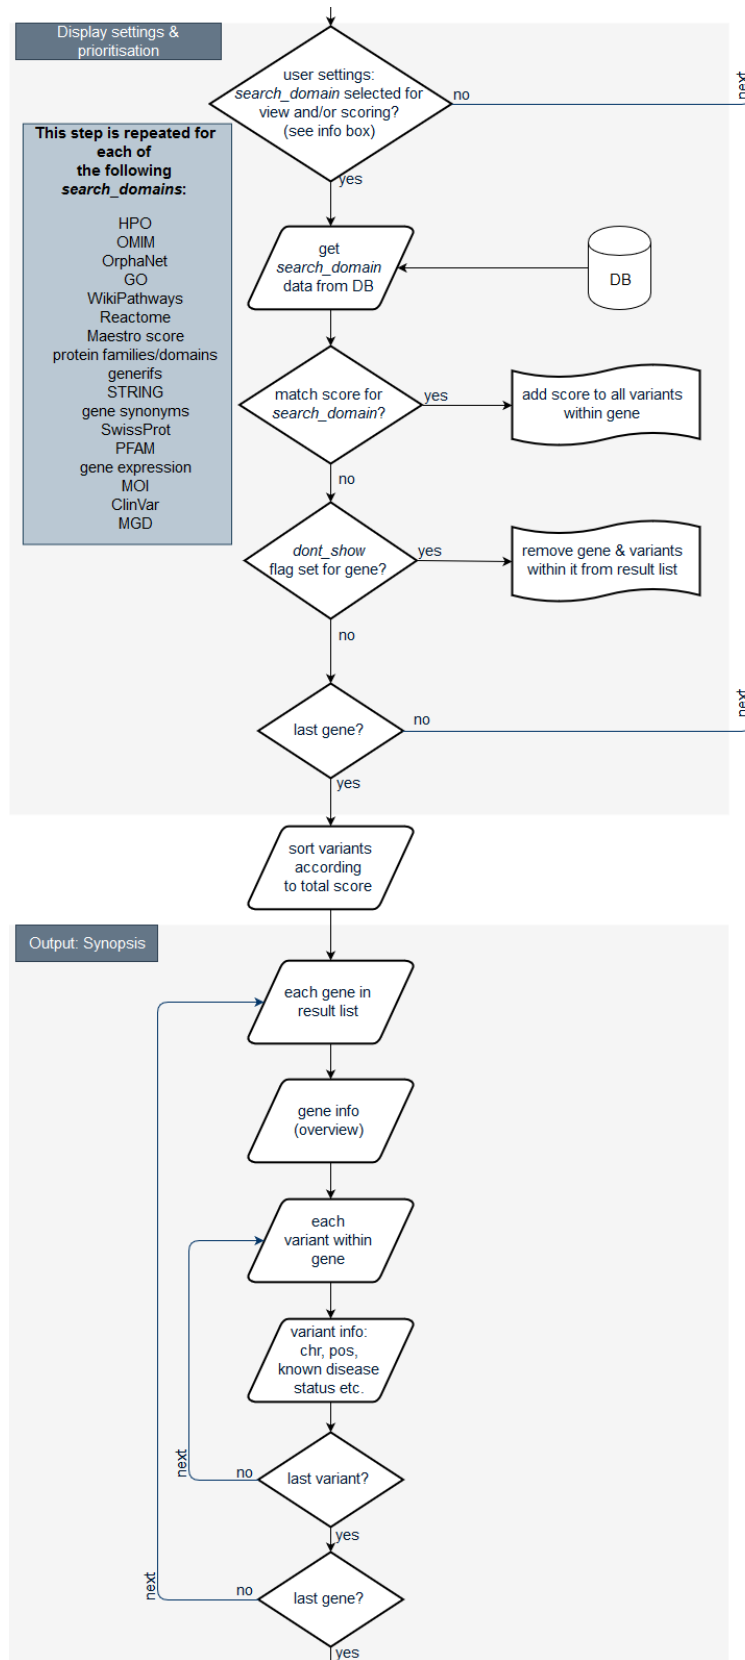 Display settings &
prioritisation
user settings:
search_domain selected for
view and/or scoring?
(see info box)
no
next
yes
This step is repeated for
each of
the following
search_domains:
HPO
OMIM
OrphaNet
GO
WikiPathways
Reactome
Maestro score
protein families/domains
generifs
STRING
gene synonyms
SwissProt
PFAM
gene expression
MOI
ClinVar
MGD
get
search_domain
data from DB
DB
match score for
search_domain?
yes
add score to all variants
within gene
no
dont_show
flag set for gene?
yes
remove gene & variants
within it from result list
no
last gene?
no
next
yes
sort variants
according
to total score
Output: Synopsis
each gene in
result list
gene info
(overview)
each
variant within
gene
variant info:
chr, pos,
known disease
status etc.
last variant?
no
next
yes
last gene?
no
next
yes